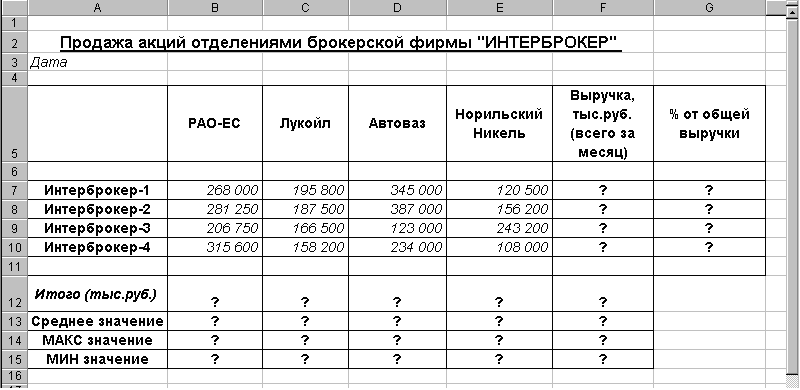 A B C D E F G
1
2 Продажа акций отделениями брокерской фирмы "ИНТЕРБРОКЕР"
3 Дата
4
5 РАО-ЕС Лукойл Автоваз Норильский Никель Выручка, тыс.руб. (всего за месяц) % от общей выручки
6
7 Интерброкер-1 268 000 195 800 345 000 120 500 ? ?
8 Интерброкер-2 281 250 187 500 387 000 156 200 ? ?
9 Интерброкер-3 206 750 166 500 123 000 243 200 ? ?
10 Интерброкер-4 315 600 158 200 234 000 108 000 ? ?
11
12 Итого (тыс.руб.) ? ? ? ? ?
13 Среднее значение ? ? ? ? ?
14 МАКС значение ? ? ? ? ?
15 МИН значение ? ? ? ? ?
16